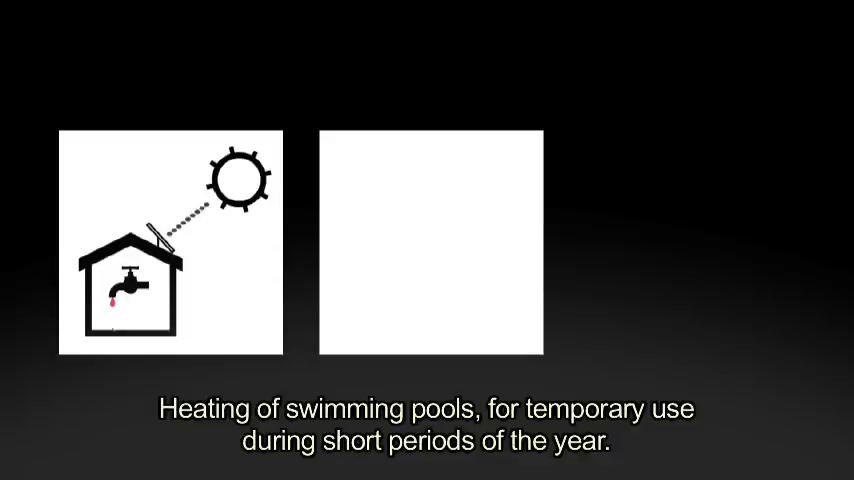 Heating of swimming pools, for temporary use
during short periods of the year.